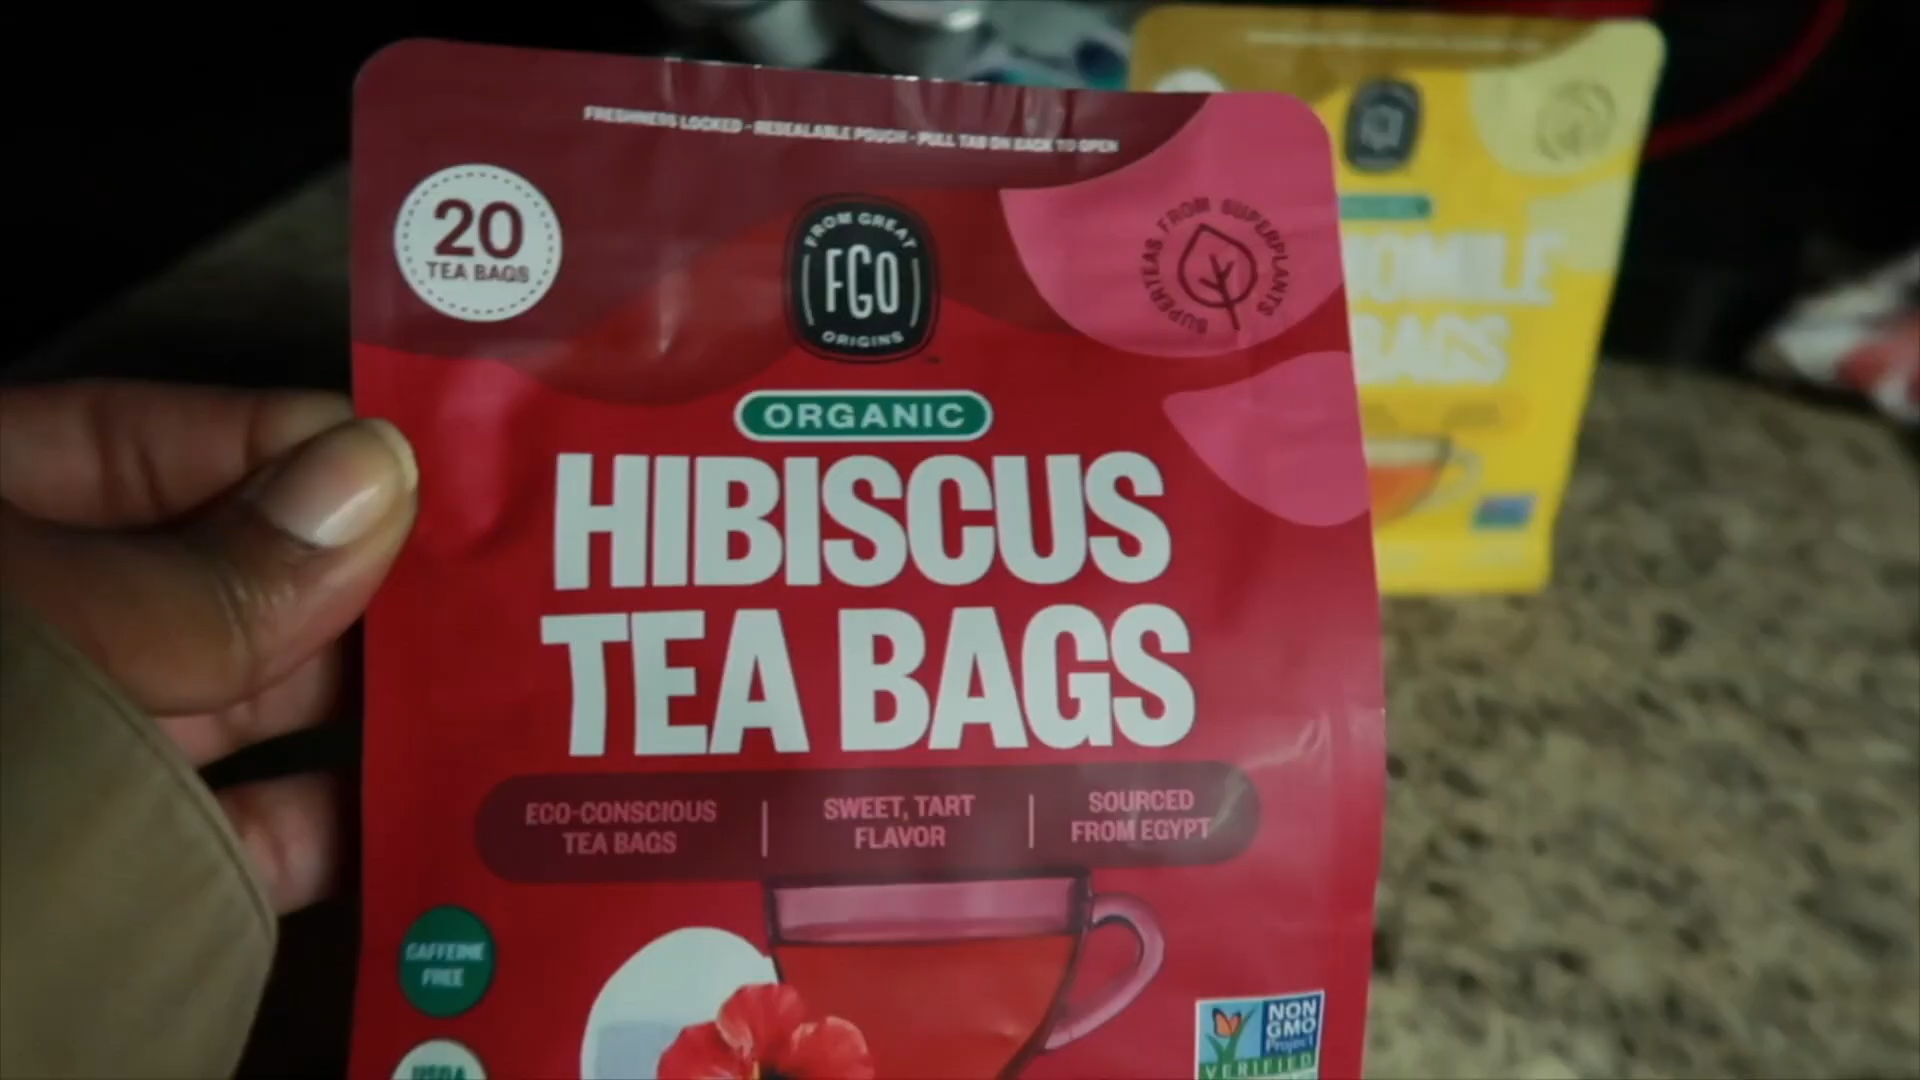 FRESHNESS LOCKED - RESEALABLE POUCH - PULL TAB ON BACK TO OPEN
20
TEA BAGS
FROM GREAT
FGO
ORIGINS
SUPERTEAS FROM SUPERPLANTS
ORGANIC
HIBISCUS
TEA BAGS
ECO-CONSCIOUS
TEA BAGS
SWEET, TART
FLAVOR
SOURCED
FROM EGYPT
CAFFEINE
FREE
USDA
NON
GMO
Project
VERIFIED
OMILE
BAGS